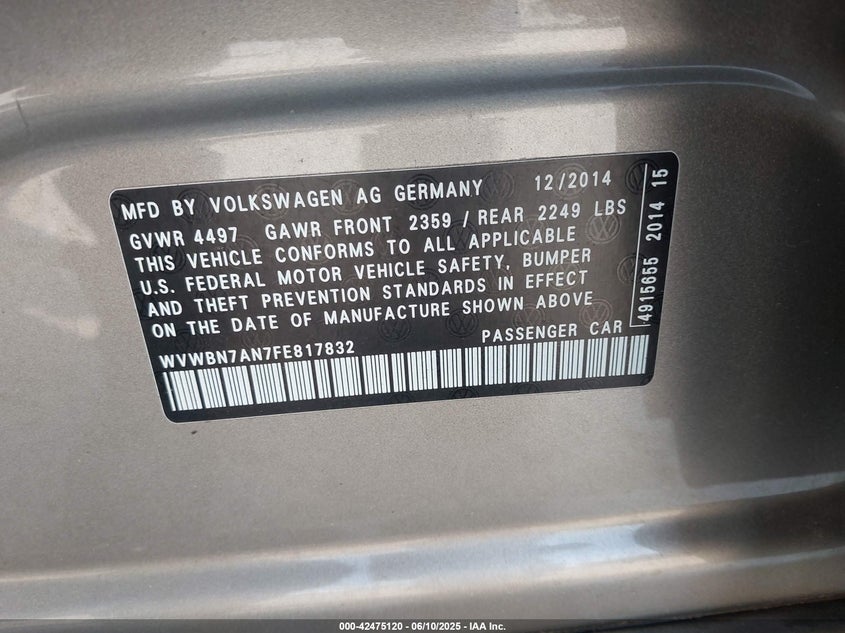 MFD BY VOLKSWAGEN AG GERMANY 12/2014
GVWR 4497 GAWR FRONT 2359 / REAR 2249 LBS
THIS VEHICLE CONFORMS TO ALL APPLICABLE
U.S. FEDERAL MOTOR VEHICLE SAFETY, BUMPER
AND THEFT PREVENTION STANDARDS IN EFFECT
ON THE DATE OF MANUFACTURE SHOWN ABOVE
WVWBN7AN7FE817832 PASSENGER CAR
4915655 2014 15
000-42475120 - 06/10/2025 - IAA Inc.